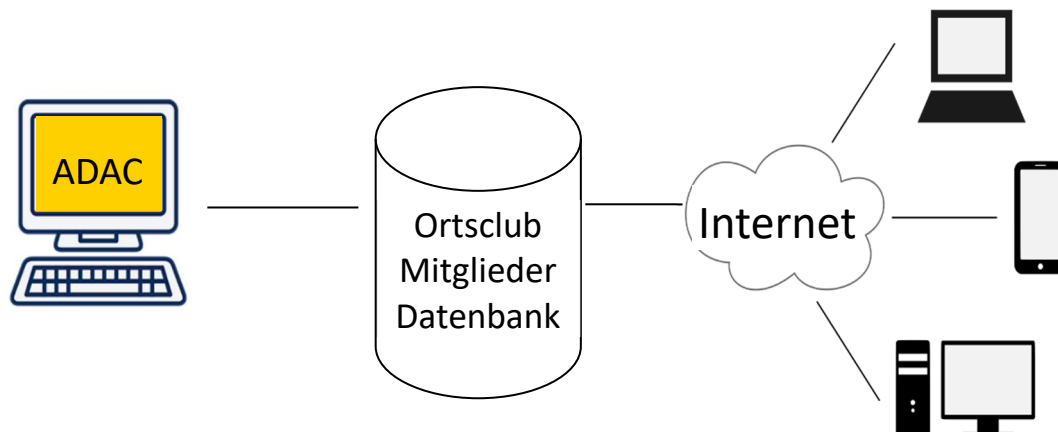 ADAC
Ortsclub
Mitglieder
Datenbank
Internet